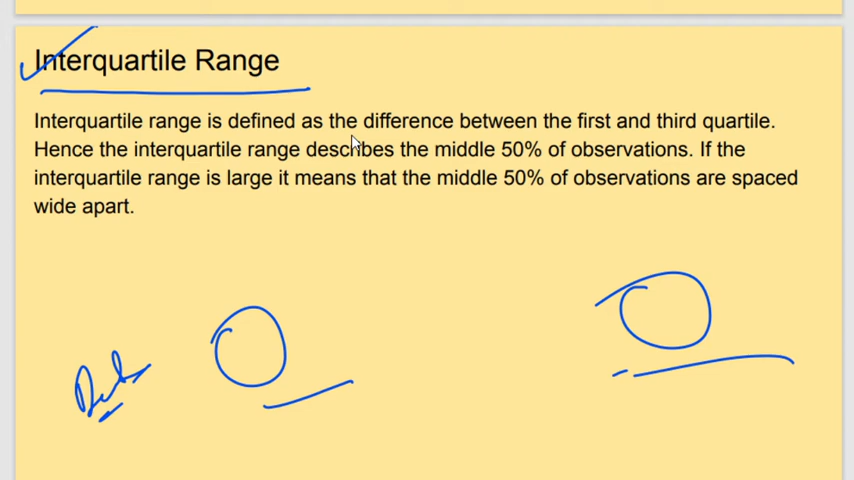 Interquartile Range
Interquartile range is defined as the difference between the first and third quartile.
Hence the interquartile range describes the middle 50% of observations. If the
interquartile range is large it means that the middle 50% of observations are spaced
wide apart.